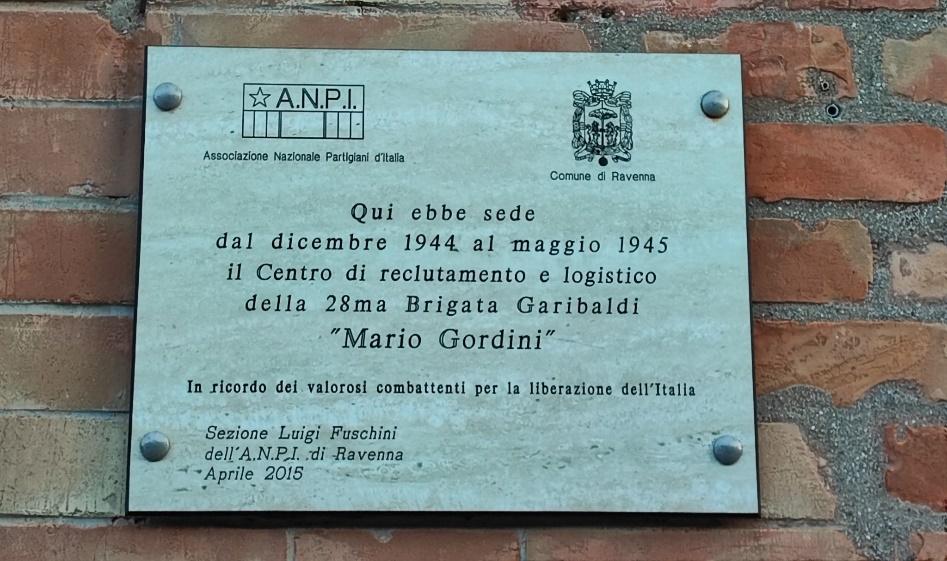 A.N.P.I.
Associazione Nazionale Partigiani d'Italia
Comune di Ravenna
Qui ebbe sede
dal dicembre 1944 al maggio 1945
il Centro di reclutamento e logistico
della 28ma Brigata Garibaldi
"Mario Gordini"
In ricordo dei valorosi combattenti per la liberazione dell'Italia
Sezione Luigi Fuschini
dell'A.N.P.I. di Ravenna
Aprile 2015